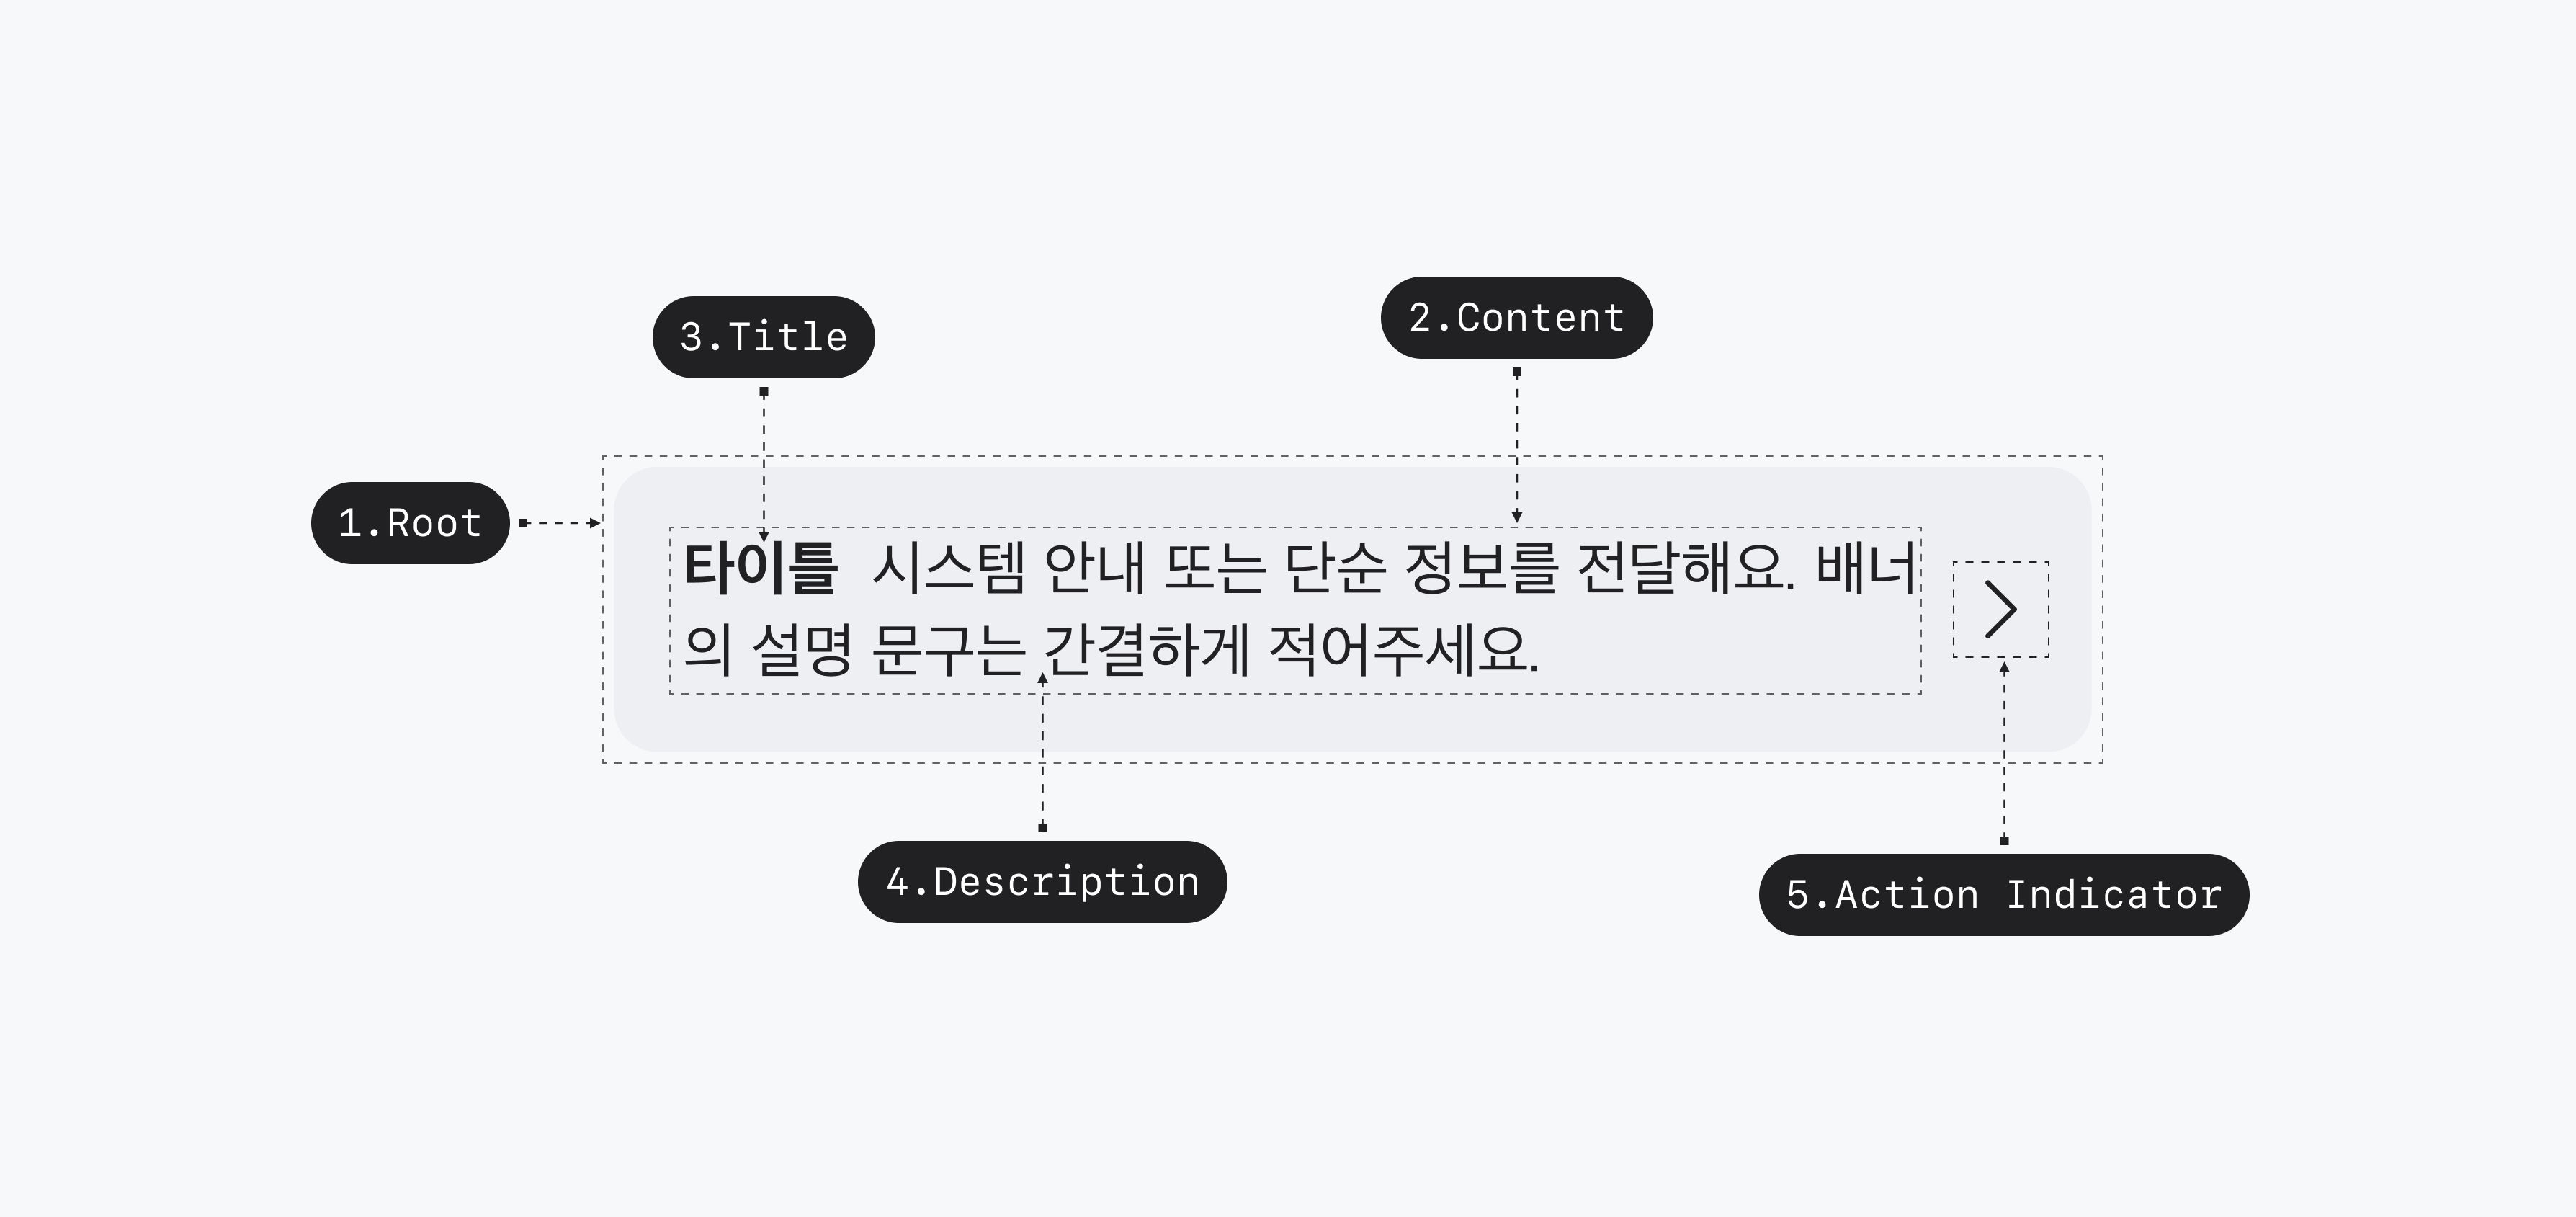 2.Content
3.Title
1.Root
타이틀 시스템 안내 또는 단순 정보를 전달해요. 배너
의 설명 문구는 간결하게 적어주세요.
4.Description
5.Action Indicator